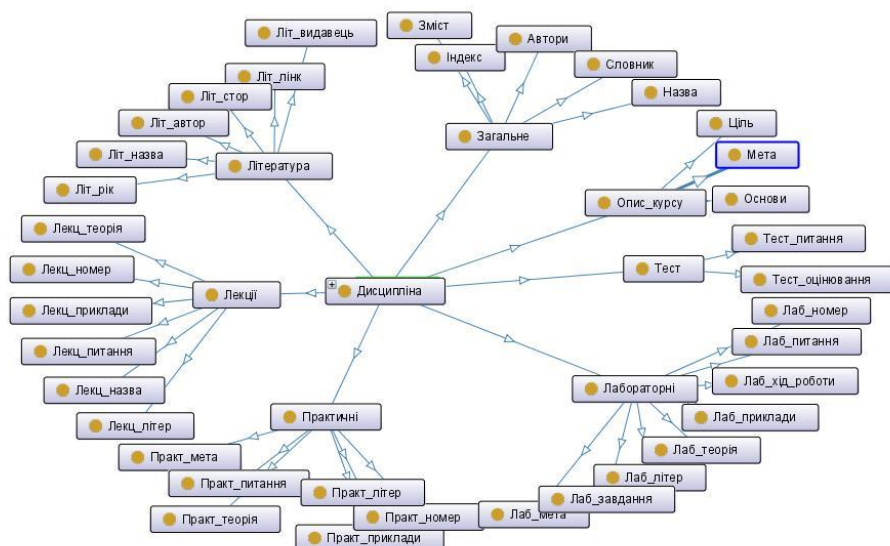 Літ_видавець
Зміст
Автори
Індекс
Словник
Літ_лінк
Назва
Літ_стор
Ціль
Літ_автор
Загальне
Мета
Літ_назва
Література
Літ_рік
Опис_курсу
Основи
Лекц_теорія
Тест_питання
Лекц_номер
Тест
Тест_оцінювання
Лекції
Дисципліна
Лекц_приклади
Лаб_номер
Лаб_питання
Лекц_питання
Лаб_хід_роботи
Лабораторні
Лекц_назва
Лаб_приклади
Практичні
Лекц_літер
Лаб_теорія
Практ_мета
Лаб_літер
Практ_питання
Практ_літер
Лаб_завдання
Лаб_мета
Практ_теорія
Практ_номер
Практ_приклади